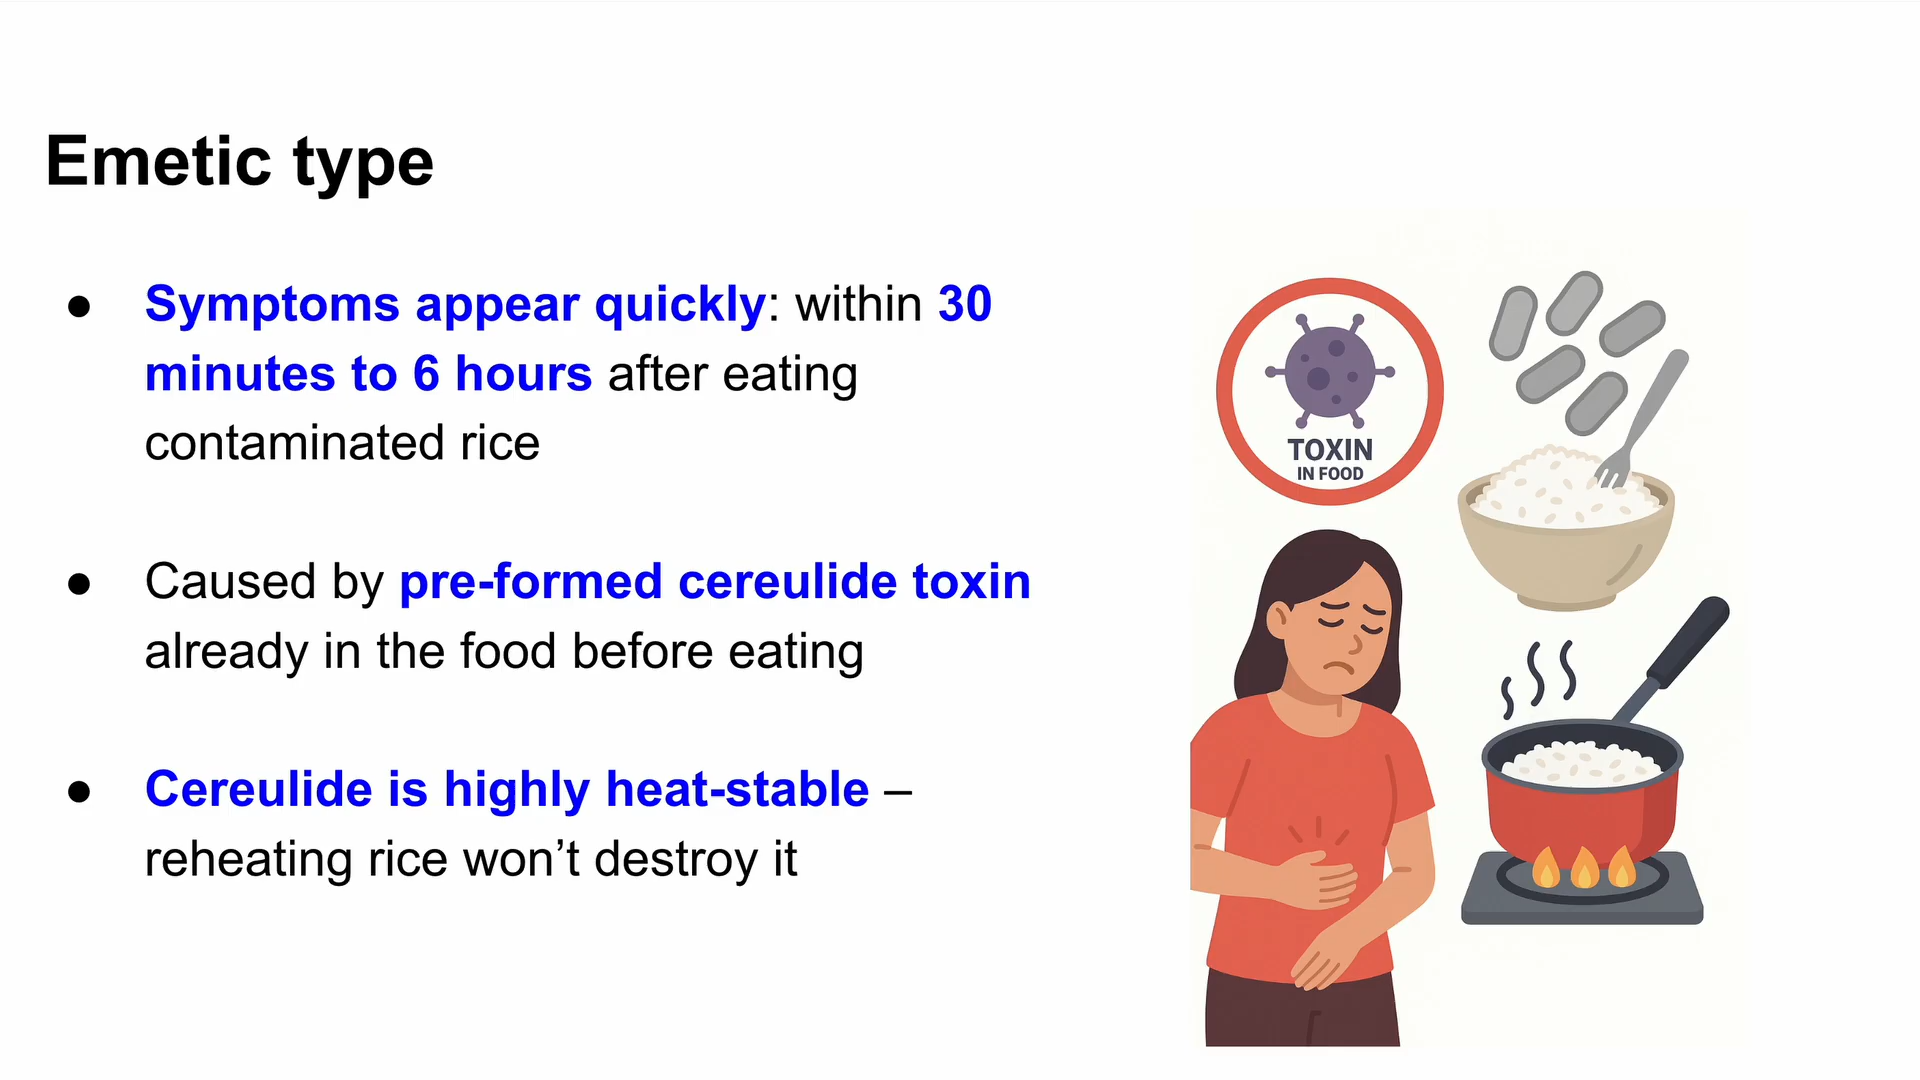 Emetic type
● Symptoms appear quickly: within 30
minutes to 6 hours after eating
contaminated rice
● Caused by pre-formed cereulide toxin
already in the food before eating
● Cereulide is highly heat-stable –
reheating rice won’t destroy it
TOXIN
IN FOOD